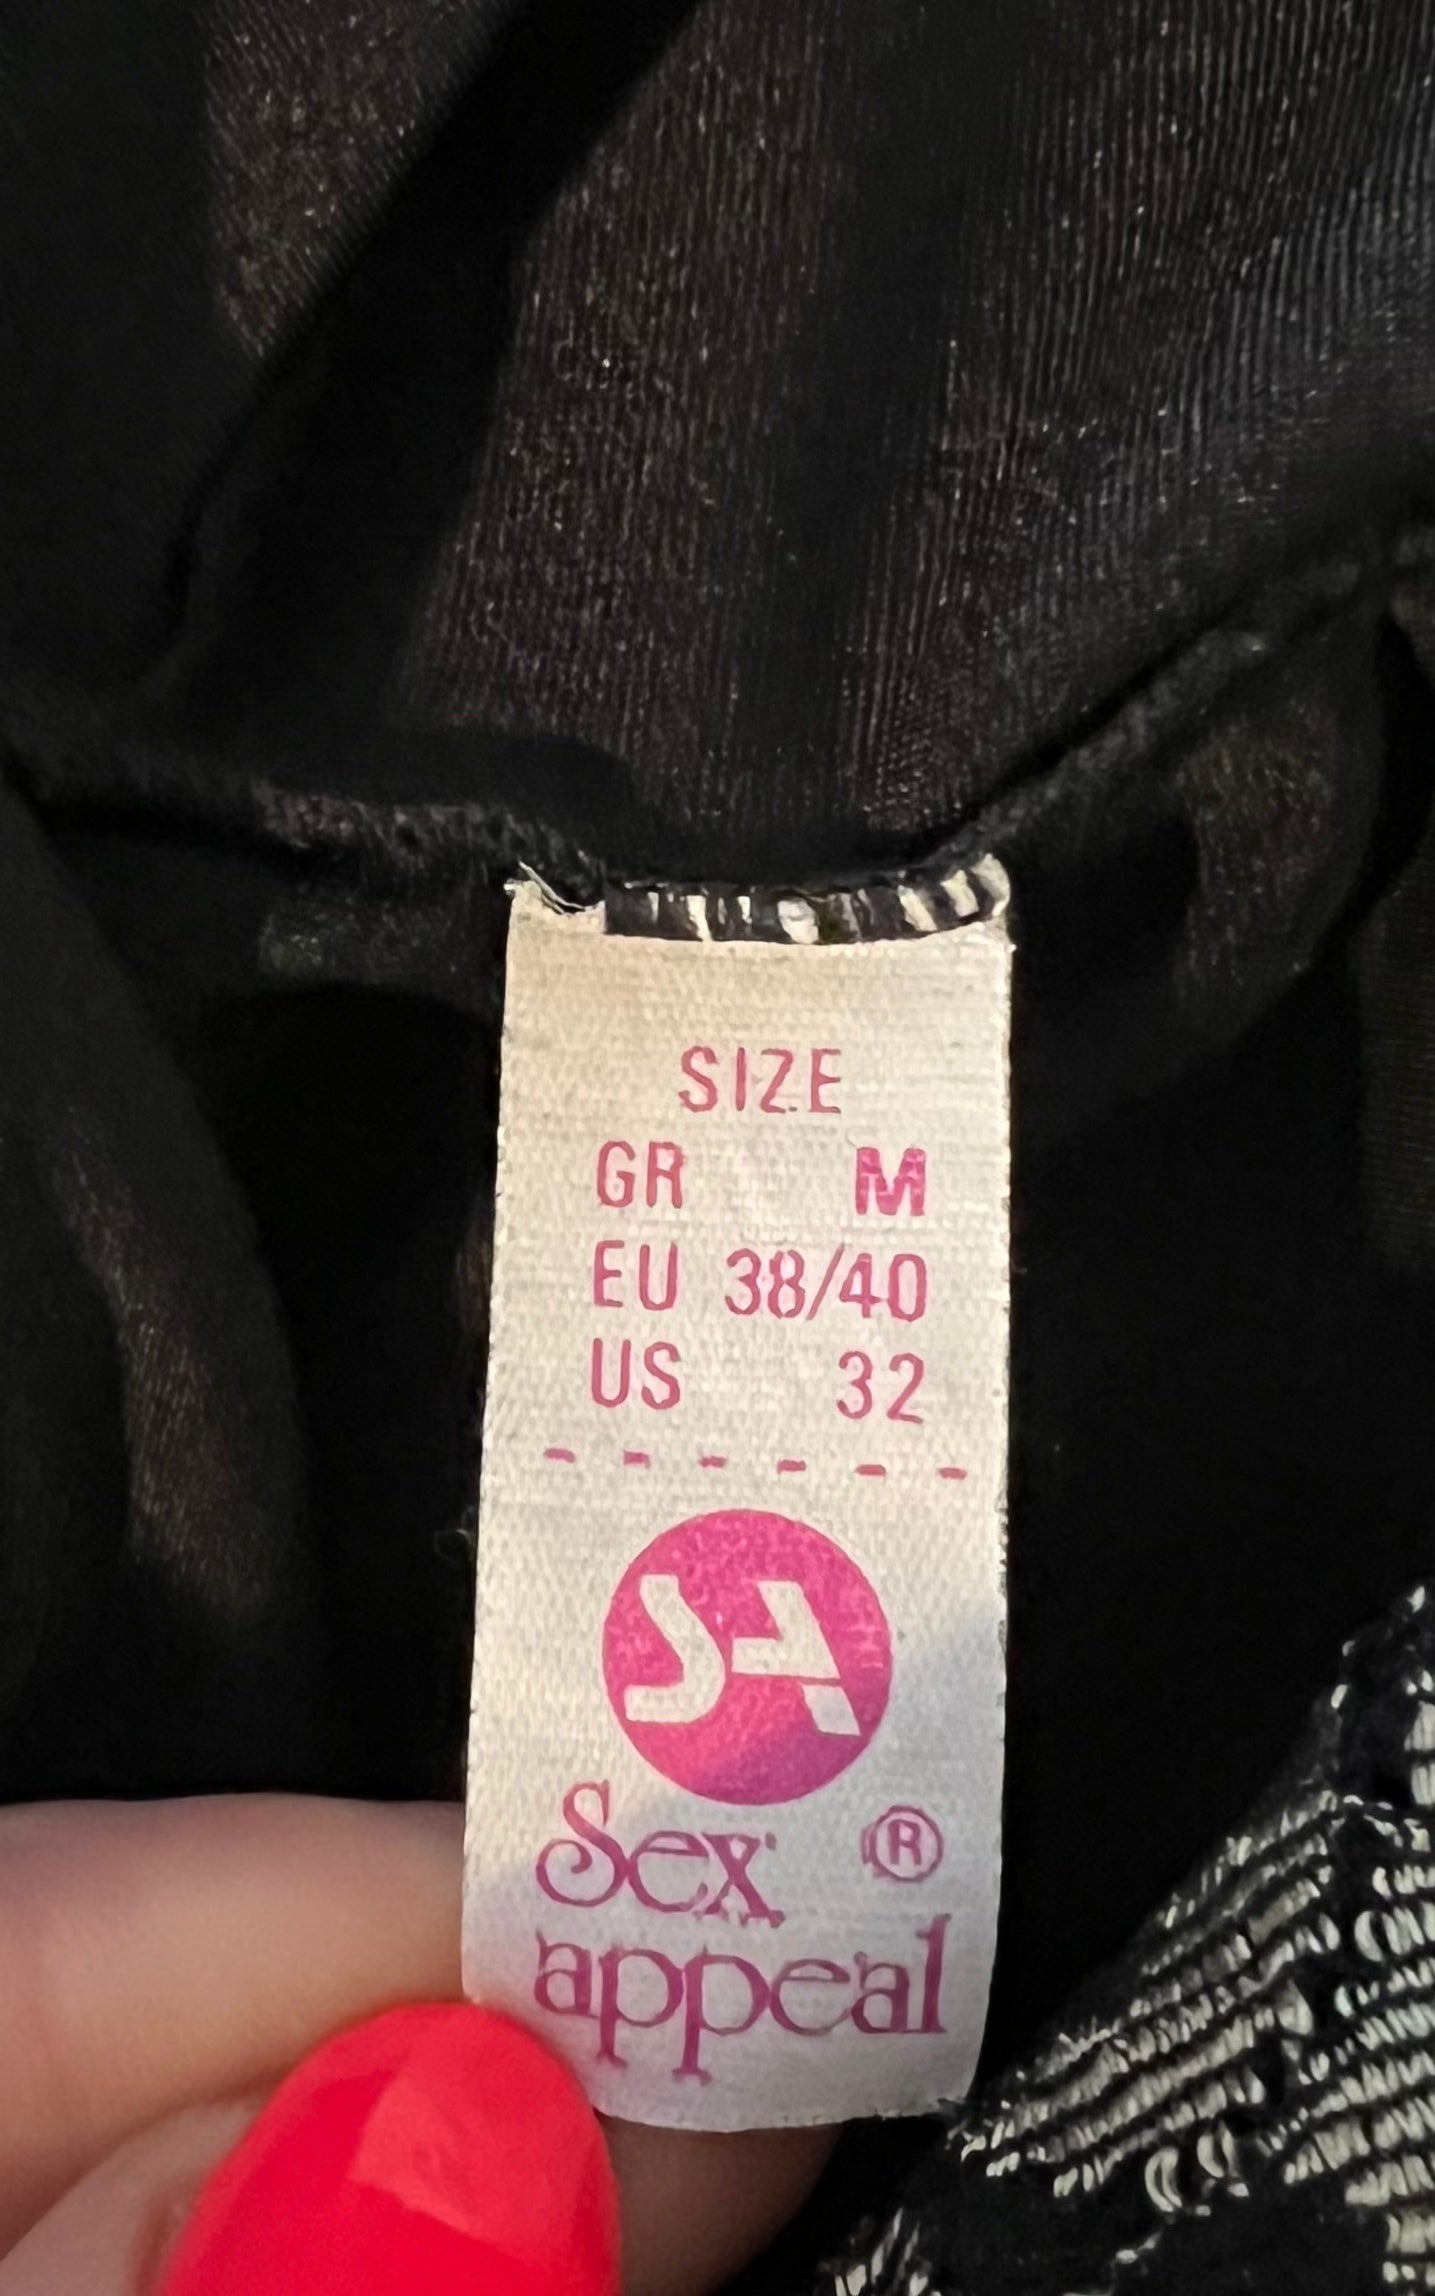 SIZE
GR M
EU 38/40
US 32
- - - - - -
SA
Sex ®
appeal